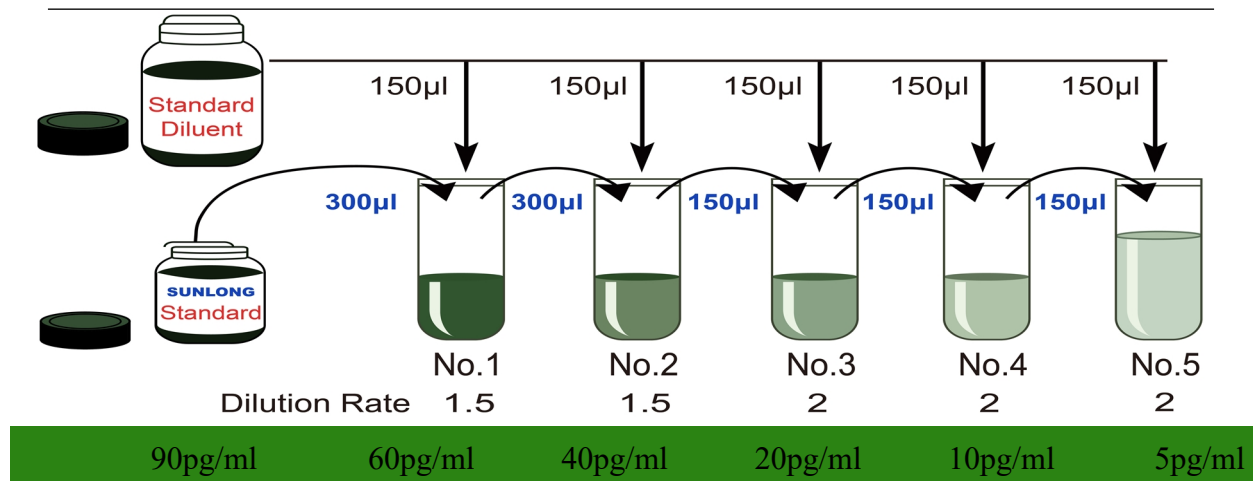 150µl 150µl 150µl 150µl 150µl
Standard
Diluent
300µl 300µl 150µl 150µl 150µl
SUNLONG
Standard
No.1 No.2 No.3 No.4 No.5
Dilution Rate 1.5 1.5 2 2 2
90pg/ml 60pg/ml 40pg/ml 20pg/ml 10pg/ml 5pg/ml